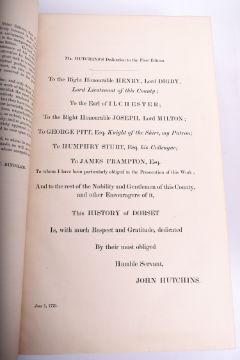 Mr. HUTCHINS's Dedication to the First Edition.
To the Right Honourable HENRY, Lord DIGBY,
Lord Lieutenant of this County;
To the Earl of ILCHESTER;
To the Right Honourable JOSEPH, Lord MILTON;
To GEORGE PITT, Esq. Knight of the Shire, my Patron;
To HUMPHRY STURT, Esq. his Colleague;
To JAMES FRAMPTON, Esq.
To whom I have been particularly obliged in the Prosecution of this Work;
And to the rest of the Nobility and Gentlemen of this County,
and other Encouragers of it,
This HISTORY of DORSET
Is, with much Respect and Gratitude, dedicated
By their most obliged
Humble Servant,
JOHN HUTCHINS.
June 1, 1773.